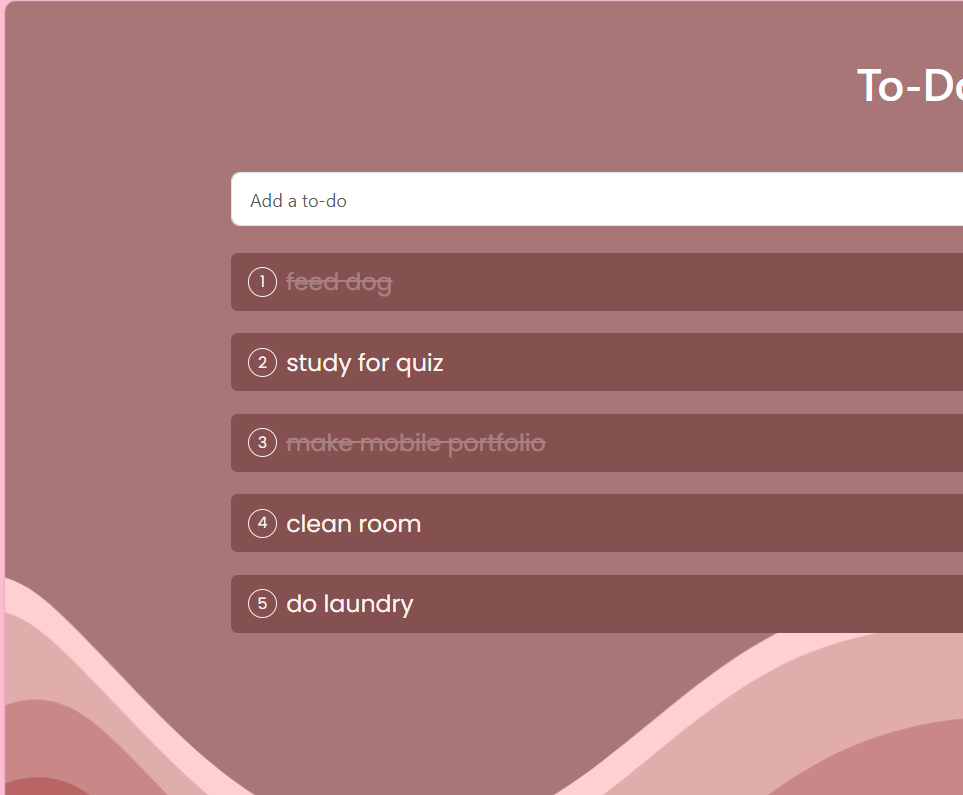 To-Do
Add a to-do
1 feed dog
2 study for quiz
3 make mobile portfolio
4 clean room
5 do laundry